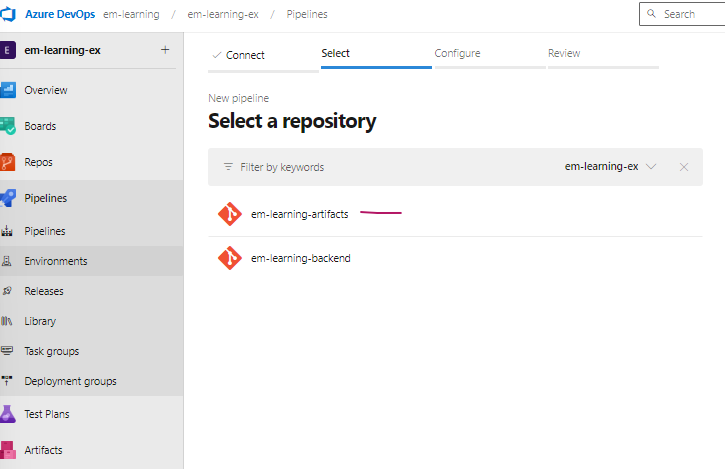 Azure DevOps em-learning / em-learning-ex / Pipelines
Search
E em-learning-ex +
Overview
Boards
Repos
Pipelines
Pipelines
Environments
Releases
Library
Task groups
Deployment groups
Test Plans
Artifacts
Connect Select Configure Review
New pipeline
Select a repository
Filter by keywords em-learning-ex
em-learning-artifacts
em-learning-backend